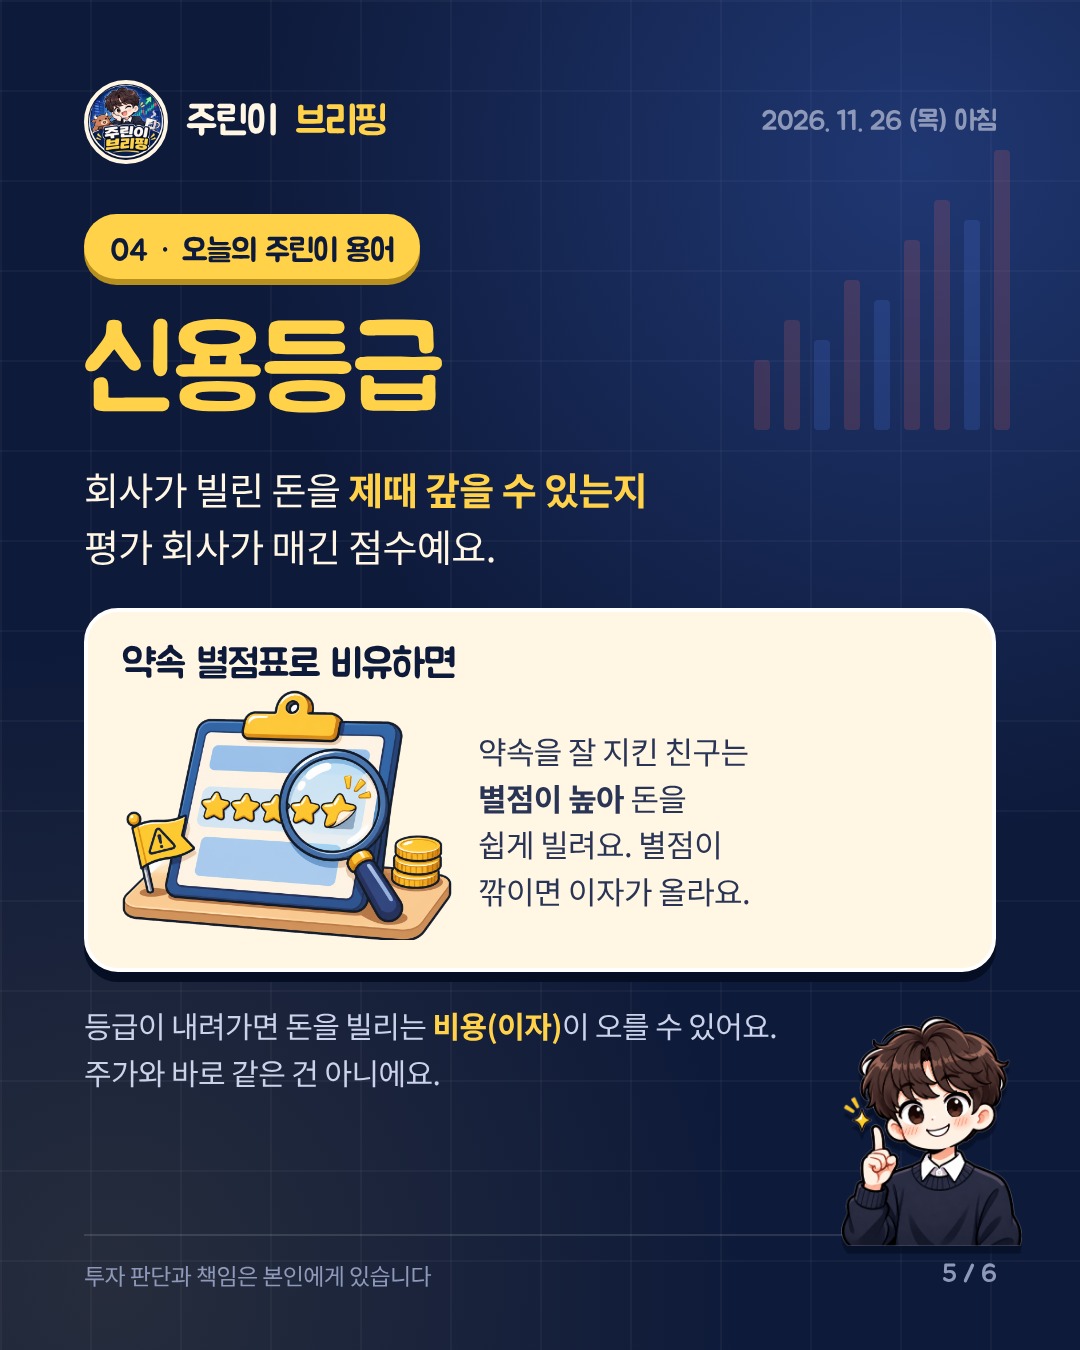 주린이 브리핑
주린이 브리핑
2026. 11. 26 (목) 아침
04 · 오늘의 주린이 용어
신용등급
회사가 빌린 돈을 제때 갚을 수 있는지
평가 회사가 매긴 점수예요.
약속 별점표로 비유하면
약속을 잘 지킨 친구는
별점이 높아 돈을
쉽게 빌려요. 별점이
깎이면 이자가 올라요.
등급이 내려가면 돈을 빌리는 비용(이자)이 오를 수 있어요.
주가와 바로 같은 건 아니에요.
투자 판단과 책임은 본인에게 있습니다
5 / 6